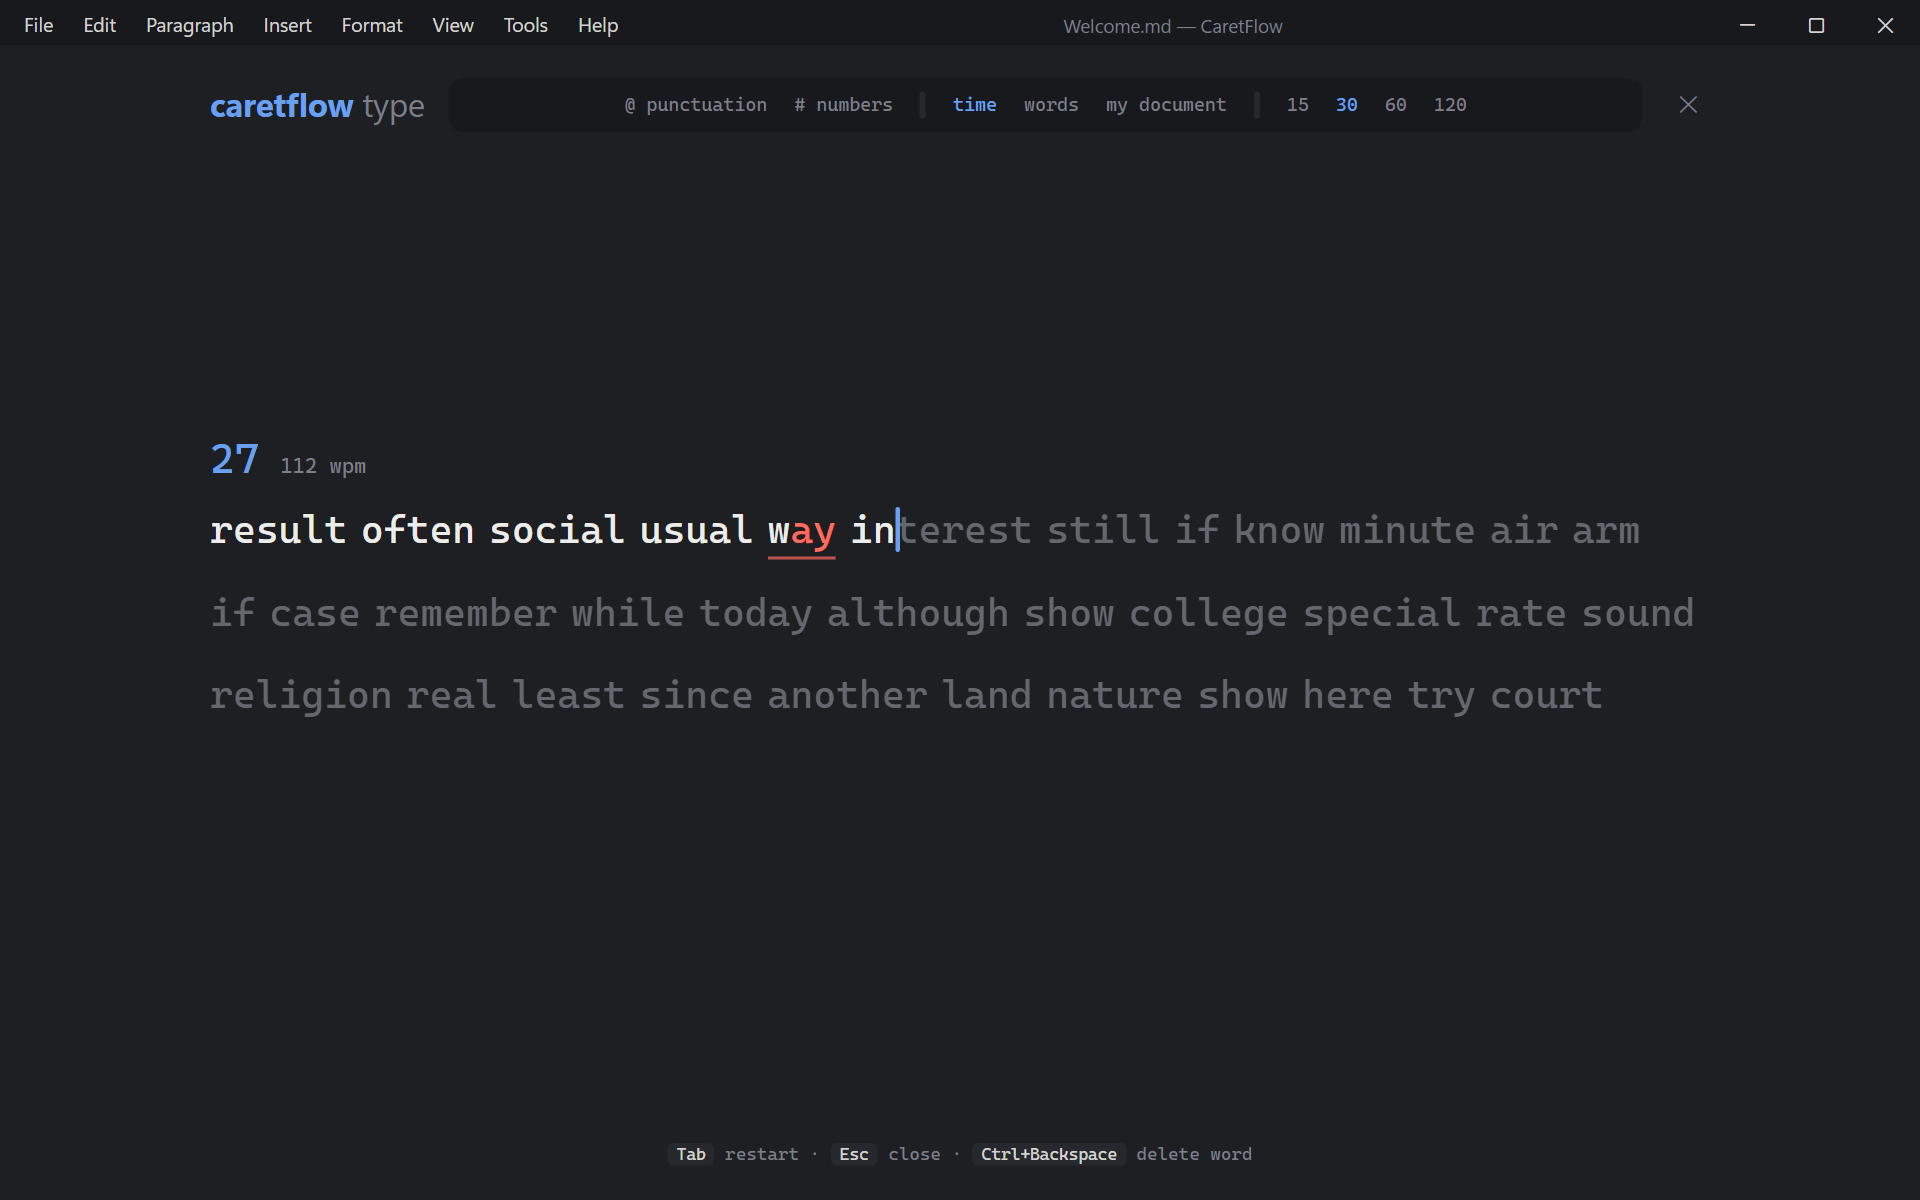 File Edit Paragraph Insert Format View Tools Help Welcome.md — CaretFlow
caretflow type @ punctuation # numbers time words my document 15 30 60 120
27 112 wpm
result often social usual way interest still if know minute air arm
if case remember while today although show college special rate sound
religion real least since another land nature show here try court
Tab restart · Esc close · Ctrl+Backspace delete word